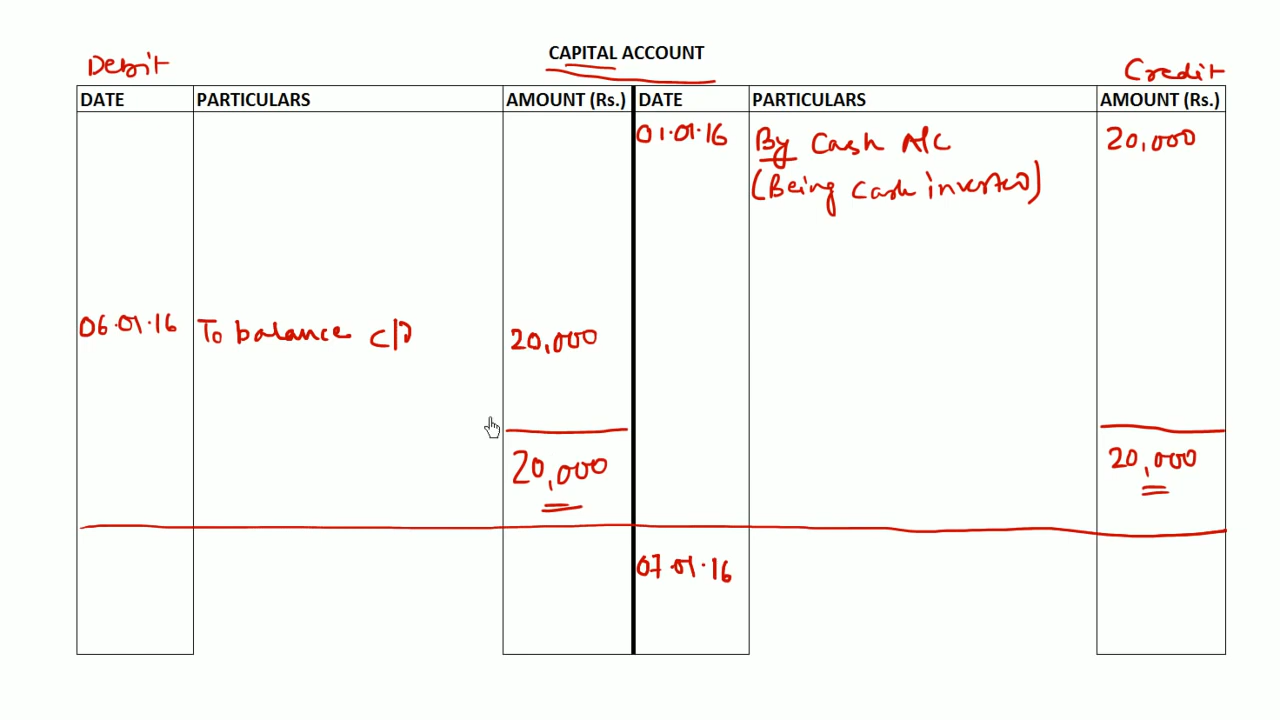 CAPITAL ACCOUNT
Debit
Credit
DATE PARTICULARS AMOUNT (Rs.) DATE PARTICULARS AMOUNT (Rs.)
01.01.16 By Cash A/C 20,000
(Being cash invested)
06.01.16 To balance c/D 20,000
20,000 20,000
07.01.16